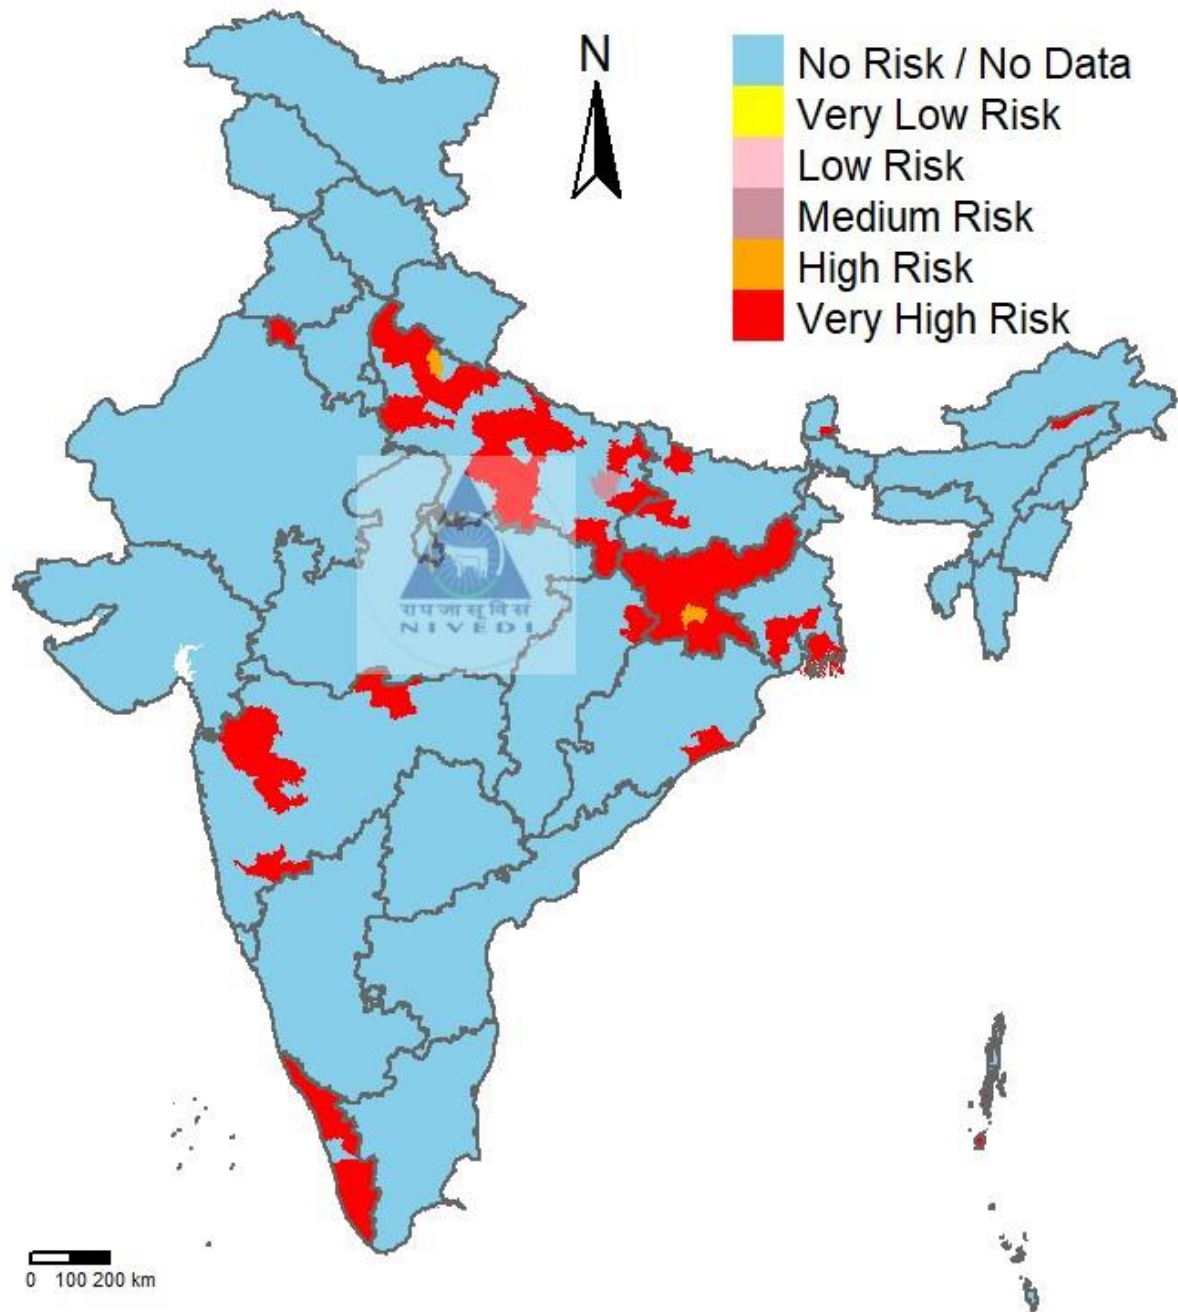 N
No Risk / No Data
Very Low Risk
Low Risk
Medium Risk
High Risk
Very High Risk
रापजासूविसं
NIVEDI
0 100 200 km